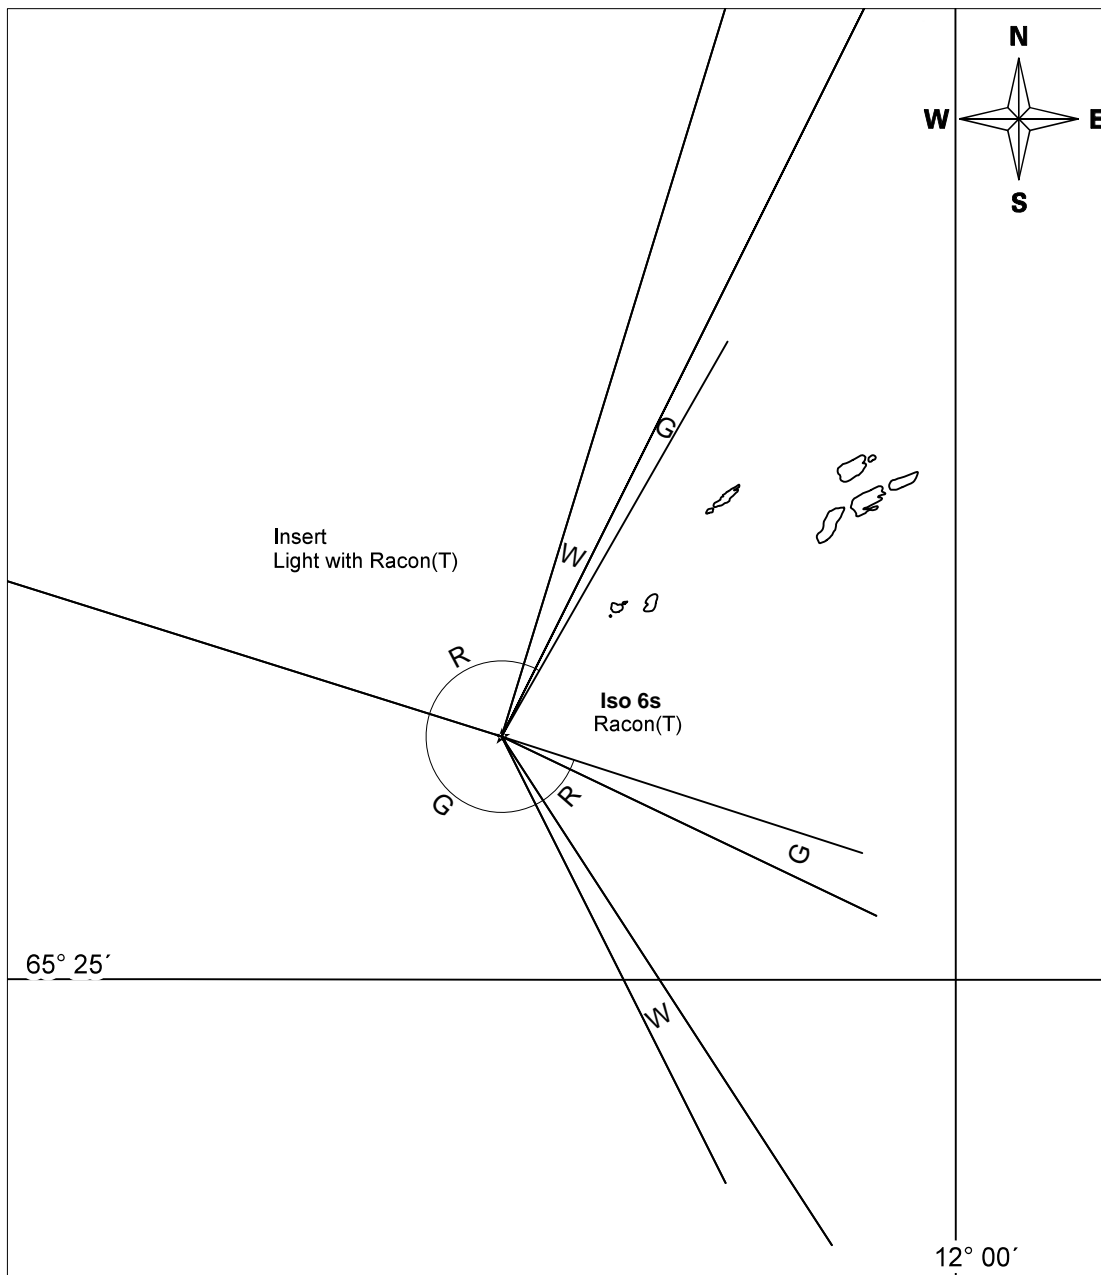 N
W
E
S
G
Insert
Light with Racon(T)
W
R
Iso 6s
Racon(T)
G
R
G
65° 25´
W
12° 00´